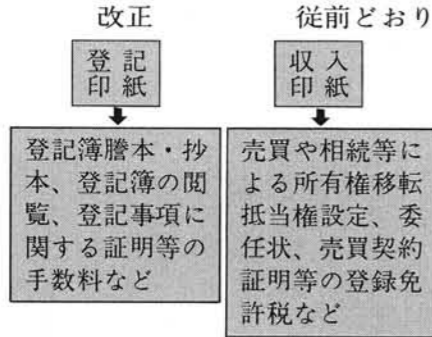 改正
登記
印紙
登記簿謄本・抄
本、登記簿の閲
覧、登記事項に
関する証明等の
手数料など
従前どおり
収入
印紙
売買や相続等に
よる所有権移転
抵当権設定、委
任状、売買契約
証明等の登録免
許税など